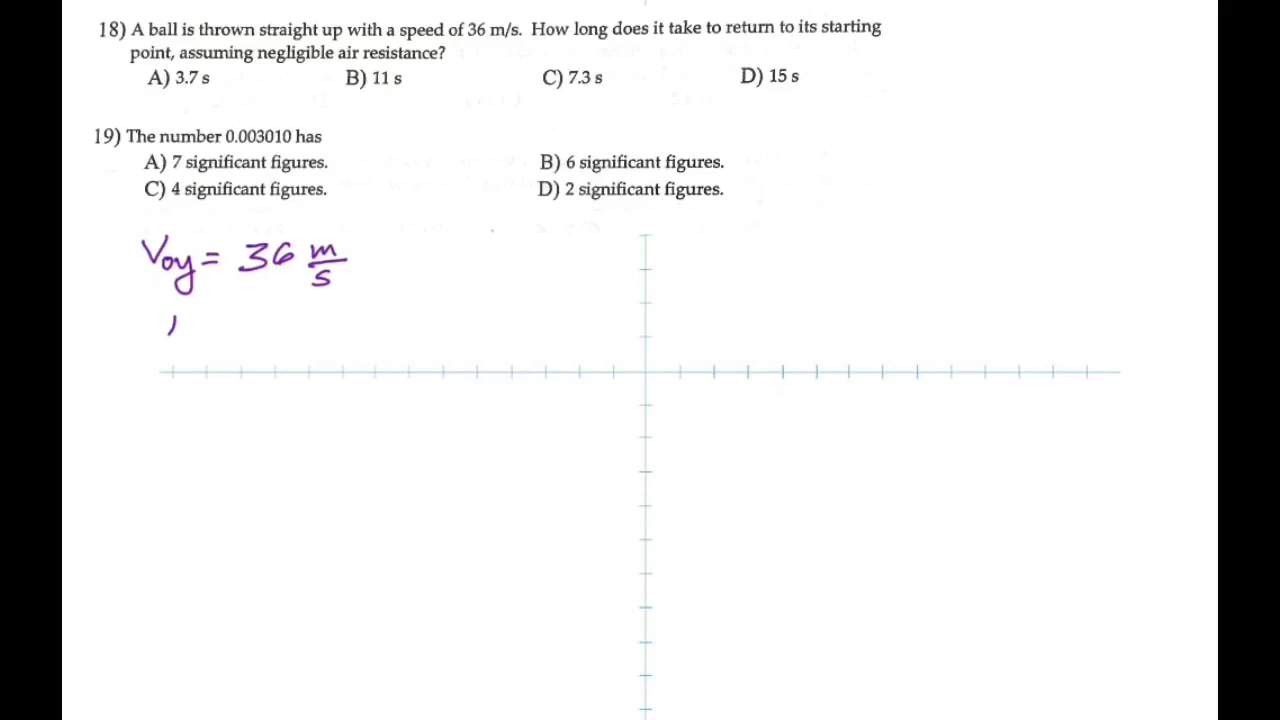 18) A ball is thrown straight up with a speed of 36 m/s. How long does it take to return to its starting
point, assuming negligible air resistance?
A) 3.7 s B) 11 s C) 7.3 s D) 15 s
19) The number 0.003010 has
A) 7 significant figures. B) 6 significant figures.
C) 4 significant figures. D) 2 significant figures.
Voy = 36 m/s